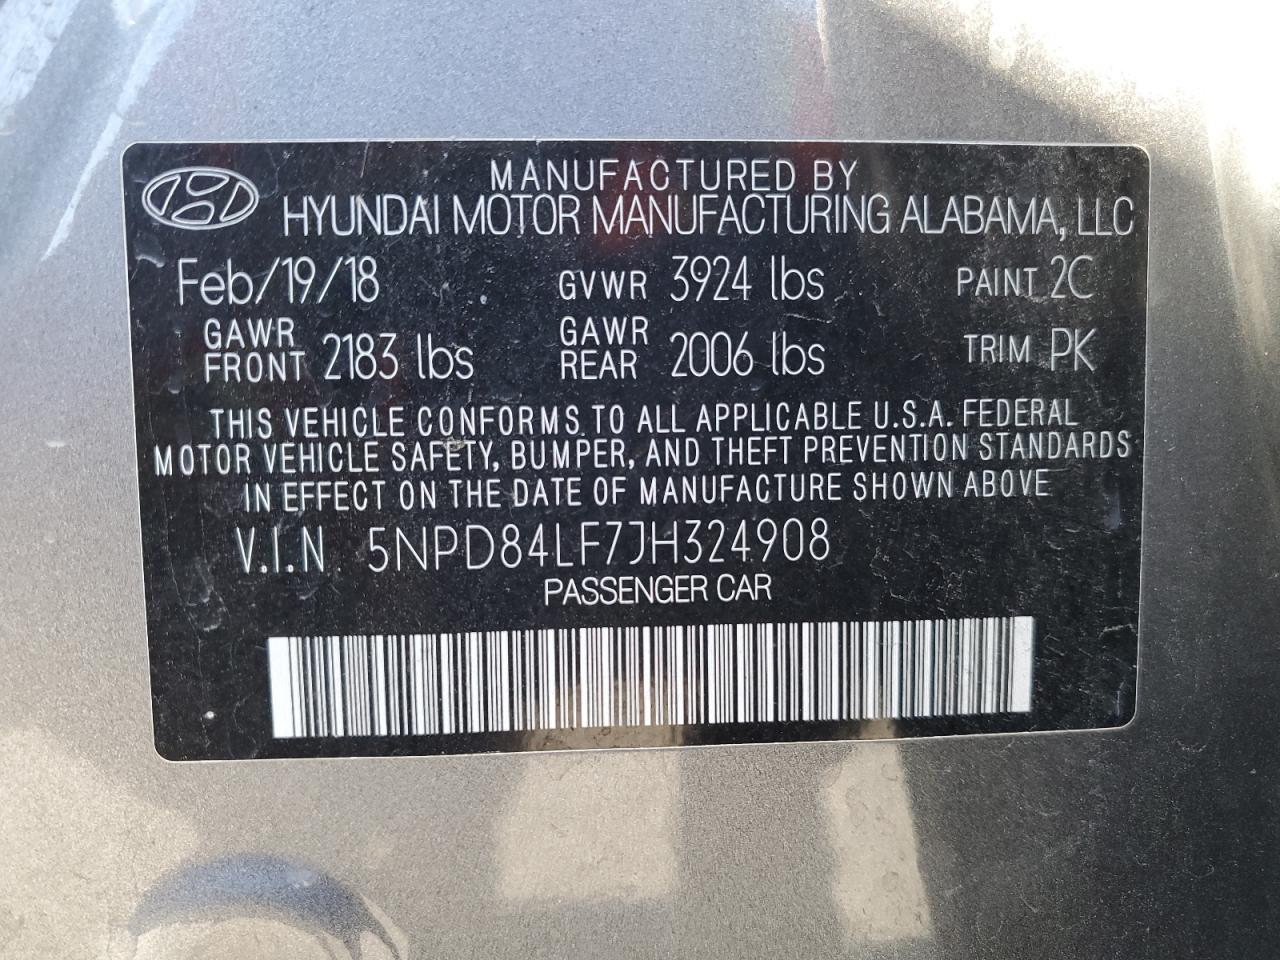 MANUFACTURED BY
HYUNDAI MOTOR MANUFACTURING ALABAMA, LLC
Feb/19/18 GVWR 3924 lbs PAINT 2C
GAWR FRONT 2183 lbs GAWR REAR 2006 lbs TRIM PK
THIS VEHICLE CONFORMS TO ALL APPLICABLE U.S.A. FEDERAL
MOTOR VEHICLE SAFETY, BUMPER, AND THEFT PREVENTION STANDARDS
IN EFFECT ON THE DATE OF MANUFACTURE SHOWN ABOVE
V.I.N. 5NPD84LF7JH324908
PASSENGER CAR